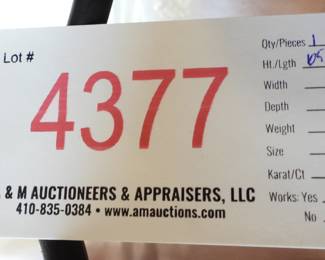 Lot #
4377
& M AUCTIONEERS & APPRAISERS, LLC
410-835-0384 • www.amauctions.com
Qty/Pieces 1
Ht./Lgth
Width
Depth
Weight
Size
Karat/Ct
Works: Yes
No